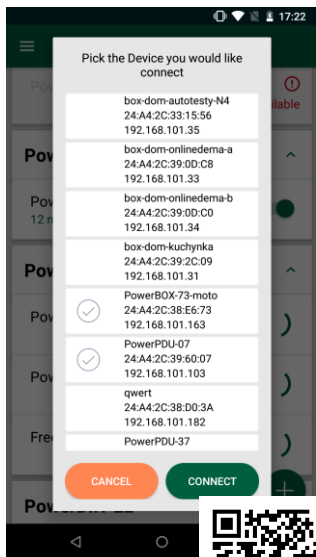 17:22
Pick the Device you would like
connect
box-dom-autotesty-N4
24:A4:2C:33:15:56
192.168.101.35
box-dom-onlinedema-a
24:A4:2C:39:0D:C8
192.168.101.33
box-dom-onlinedema-b
24:A4:2C:39:0D:C0
192.168.101.34
box-dom-kuchynka
24:A4:2C:39:2C:09
192.168.101.31
PowerBOX-73-moto
24:A4:2C:38:E6:73
192.168.101.163
PowerPDU-07
24:A4:2C:39:60:07
192.168.101.103
qwert
24:A4:2C:38:D0:3A
192.168.101.182
PowerPDU-37
CANCEL
CONNECT